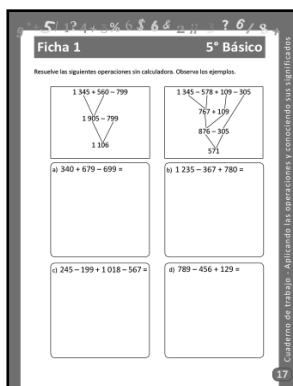 Ficha 1
5° Básico
Resuelve las siguientes operaciones sin calculadora. Observa los ejemplos.
1 345 + 560 – 799
1 905 – 799
1 106
1 345 – 578 + 109 – 305
767 + 109
876 – 305
571
a) 340 + 679 – 699 =
b) 1 235 – 367 + 780 =
c) 245 – 199 + 1 018 – 567 =
d) 789 – 456 + 129 =
Cuaderno de trabajo - Aplicando las operaciones y conociendo sus significados
17